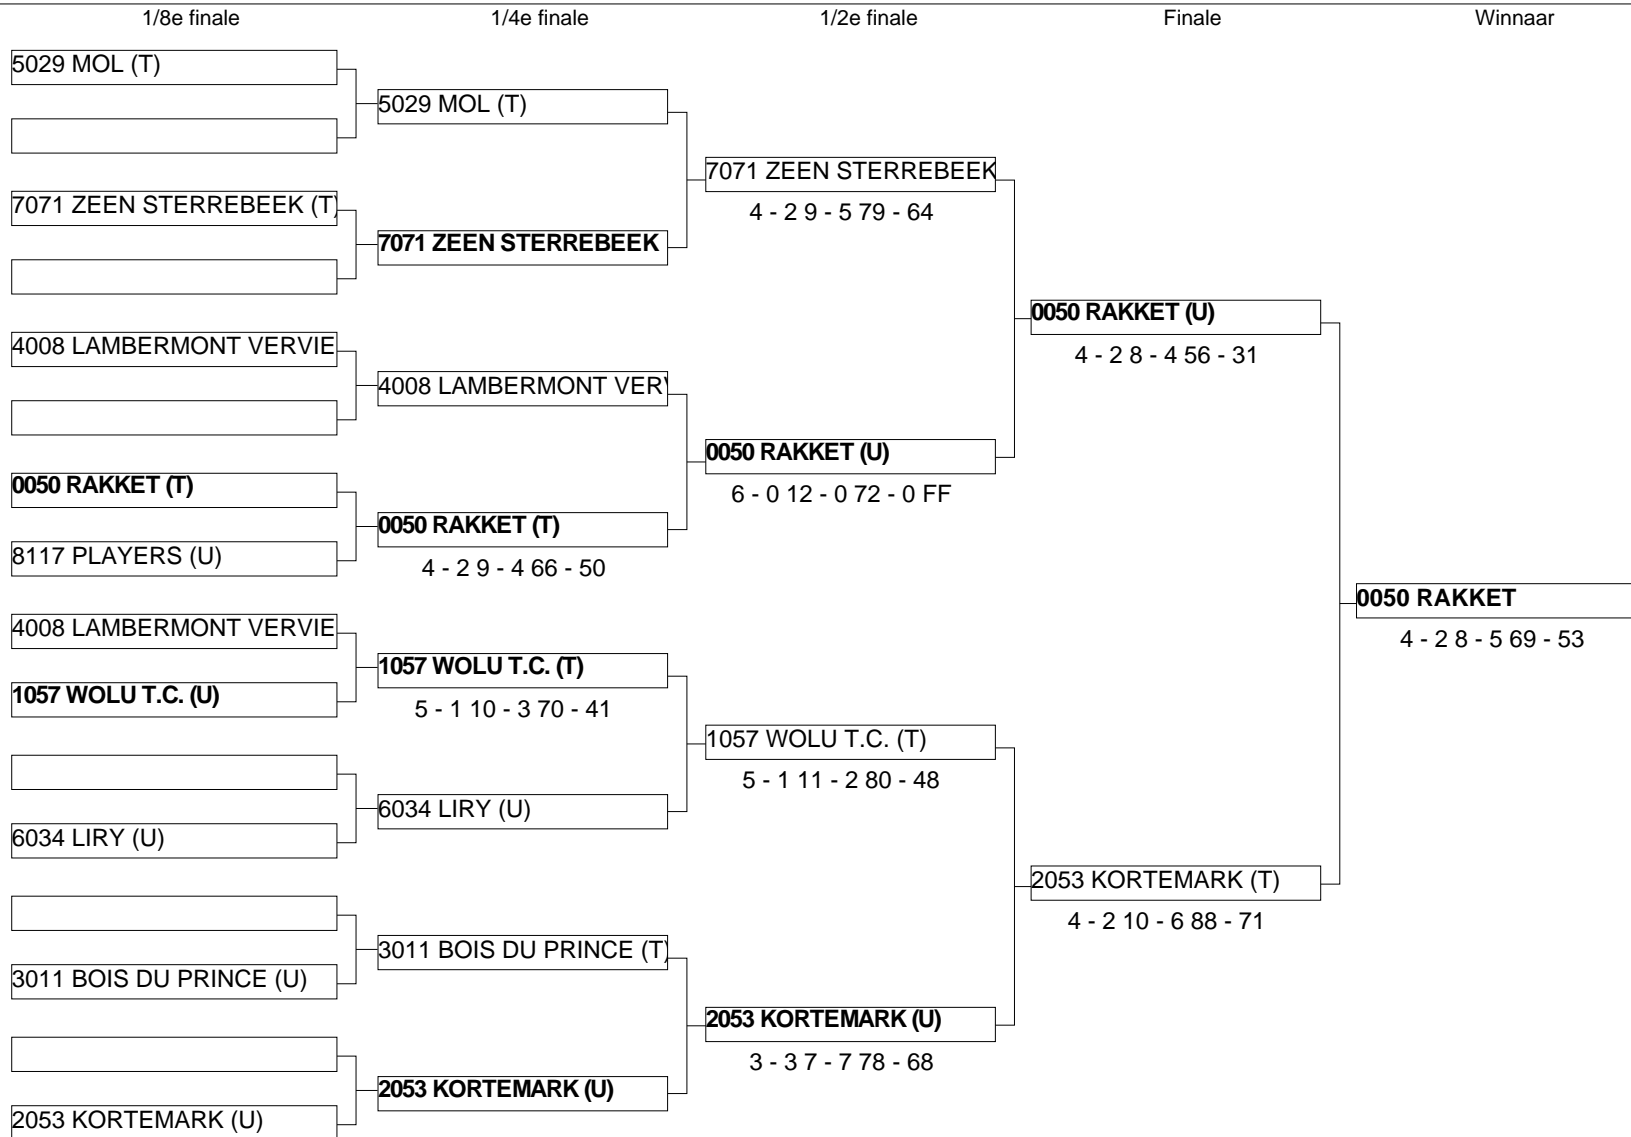 1/8e finale
1/4e finale
1/2e finale
Finale
Winnaar
5029 MOL (T)
7071 ZEEN STERREBEEK (T)
4008 LAMBERMONT VERVIE
0050 RAKKET (T)
8117 PLAYERS (U)
4008 LAMBERMONT VERVIE
1057 WOLU T.C. (U)
6034 LIRY (U)
3011 BOIS DU PRINCE (U)
2053 KORTEMARK (U)
5029 MOL (T)
7071 ZEEN STERREBEEK
4008 LAMBERMONT VERV
0050 RAKKET (T)
4 - 2 9 - 4 66 - 50
1057 WOLU T.C. (T)
5 - 1 10 - 3 70 - 41
6034 LIRY (U)
3011 BOIS DU PRINCE (T)
2053 KORTEMARK (U)
7071 ZEEN STERREBEEK
4 - 2 9 - 5 79 - 64
0050 RAKKET (U)
6 - 0 12 - 0 72 - 0 FF
1057 WOLU T.C. (T)
5 - 1 11 - 2 80 - 48
2053 KORTEMARK (U)
3 - 3 7 - 7 78 - 68
0050 RAKKET (U)
4 - 2 8 - 4 56 - 31
2053 KORTEMARK (T)
4 - 2 10 - 6 88 - 71
0050 RAKKET
4 - 2 8 - 5 69 - 53